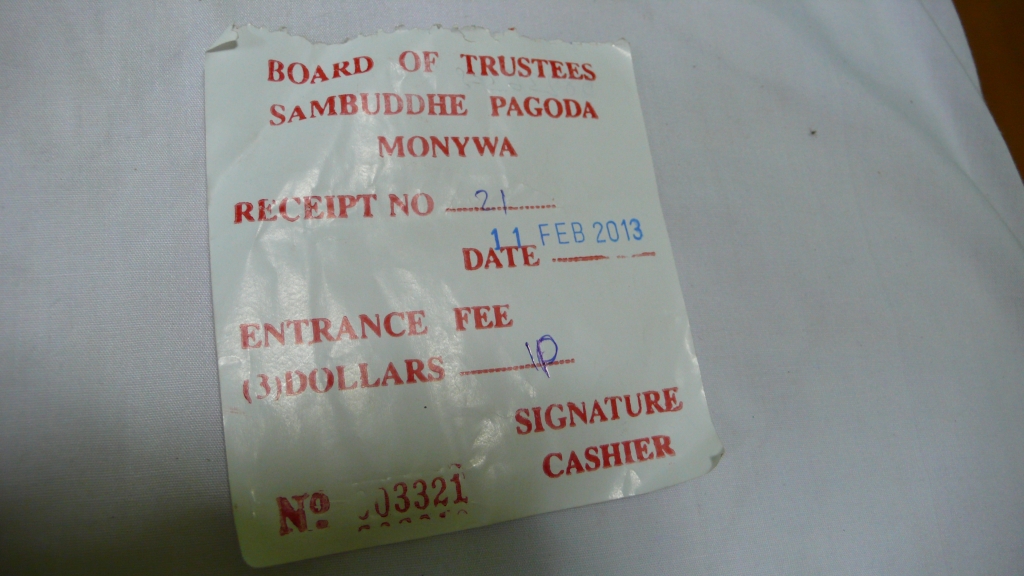 BOARD OF TRUSTEES
SAMBUDDHE PAGODA
MONYWA
RECEIPT NO 21
11 FEB 2013
DATE
ENTRANCE FEE
(3)DOLLARS
SIGNATURE
CASHIER
Nº 03321